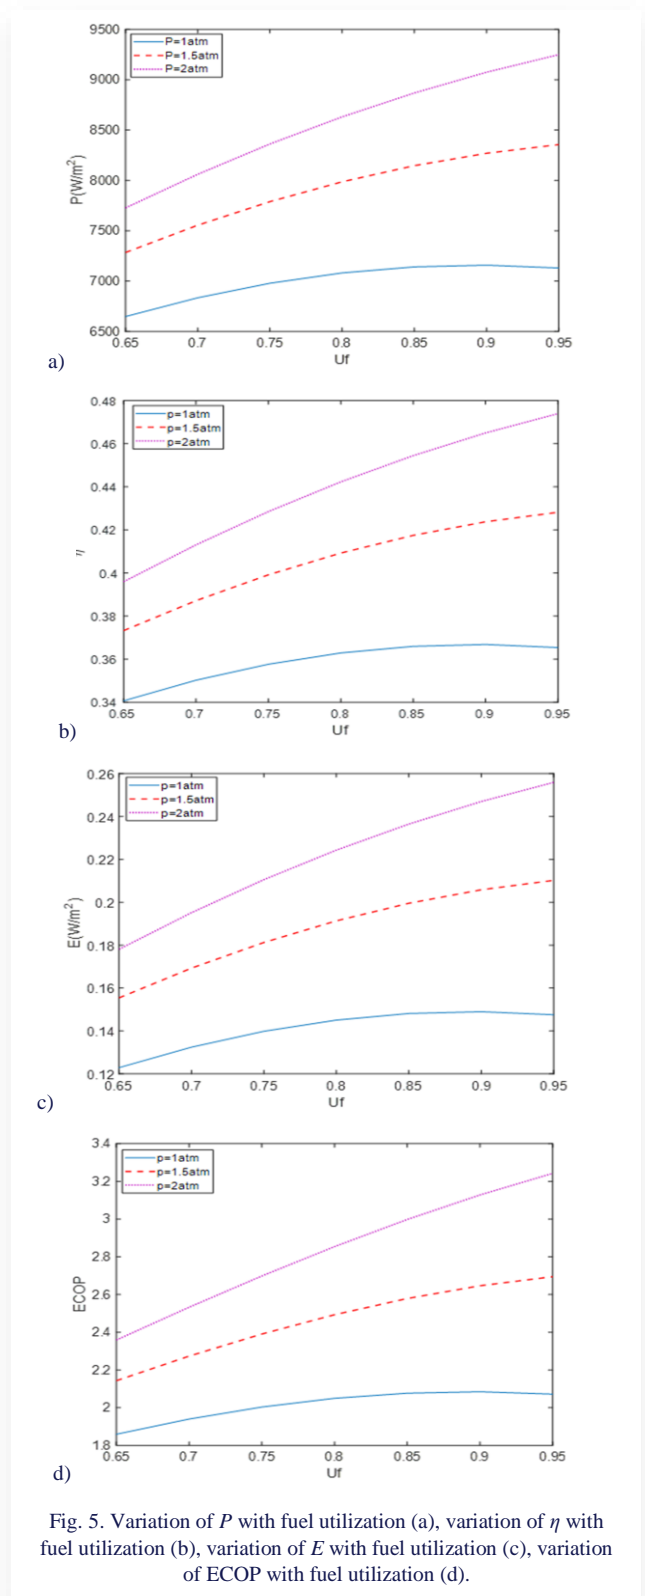 9500
P=1atm
P=1.5atm
P=2atm
9000
8500
8000
7500
7000
6500
P(W/m²)
0.65 0.7 0.75 0.8 0.85 0.9 0.95
Uf
a)
0.48
p=1atm
p=1.5atm
p=2atm
0.46
0.44
0.42
0.4
0.38
0.36
0.34
η
0.65 0.7 0.75 0.8 0.85 0.9 0.95
Uf
b)
0.26
p=1atm
p=1.5atm
p=2atm
0.24
0.22
0.2
0.18
0.16
0.14
0.12
E(W/m²)
0.65 0.7 0.75 0.8 0.85 0.9 0.95
Uf
c)
3.4
p=1atm
p=1.5atm
p=2atm
3.2
3
2.8
2.6
2.4
2.2
2
1.8
ECOP
0.65 0.7 0.75 0.8 0.85 0.9 0.95
Uf
d)
Fig. 5. Variation of P with fuel utilization (a), variation of η with
fuel utilization (b), variation of E with fuel utilization (c), variation
of ECOP with fuel utilization (d).